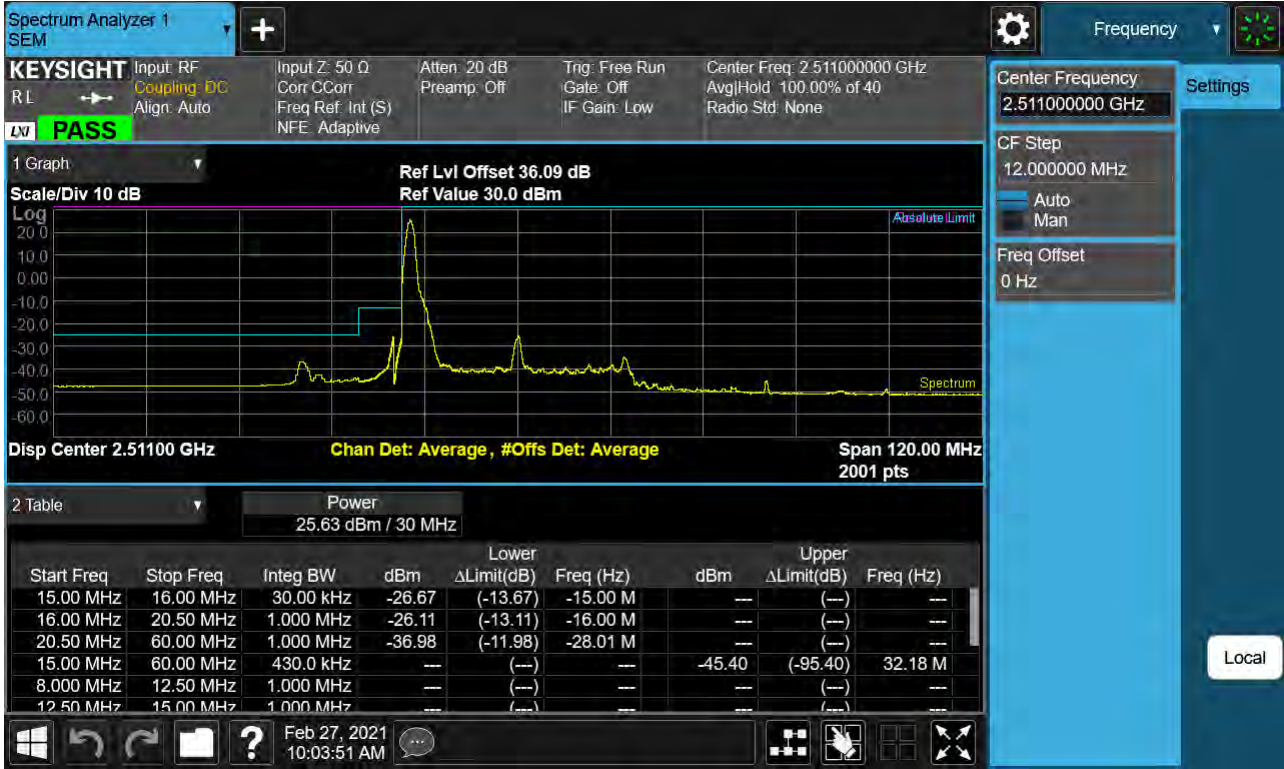 Spectrum Analyzer 1
SEM
Frequency
KEYSIGHT
RL
LXI
PASS
Input: RF
Coupling: DC
Align: Auto
Input Z: 50 Ω
Corr CCorr
Freq Ref: Int (S)
NFE: Adaptive
Atten: 20 dB
Preamp: Off
Trig: Free Run
Gate: Off
IF Gain: Low
Center Freq: 2.511000000 GHz
Avg|Hold: 100.00% of 40
Radio Std: None
Center Frequency
2.511000000 GHz
Settings
CF Step
12.000000 MHz
Auto
Man
Freq Offset
0 Hz
Local
1 Graph
Scale/Div 10 dB
Ref Lvl Offset 36.09 dB
Ref Value 30.0 dBm
Log
Absolute Limit
20.0
10.0
0.00
-10.0
-20.0
-30.0
-40.0
-50.0
-60.0
Spectrum
Disp Center 2.51100 GHz
Chan Det: Average, #Offs Det: Average
Span 120.00 MHz
2001 pts
2 Table
Power
25.63 dBm / 30 MHz
Lower Upper
Start Freq Stop Freq Integ BW dBm ΔLimit(dB) Freq (Hz) dBm ΔLimit(dB) Freq (Hz)
15.00 MHz 16.00 MHz 30.00 kHz -26.67 (-13.67) -15.00 M --- (---) ---
16.00 MHz 20.50 MHz 1.000 MHz -26.11 (-13.11) -16.00 M --- (---) ---
20.50 MHz 60.00 MHz 1.000 MHz -36.98 (-11.98) -28.01 M --- (---) ---
15.00 MHz 60.00 MHz 430.0 kHz --- (---) --- -45.40 (-95.40) 32.18 M
8.000 MHz 12.50 MHz 1.000 MHz --- (---) --- --- (---) ---
12.50 MHz 15.00 MHz 1.000 MHz --- (---) --- --- (---) ---
Feb 27, 2021
10:03:51 AM